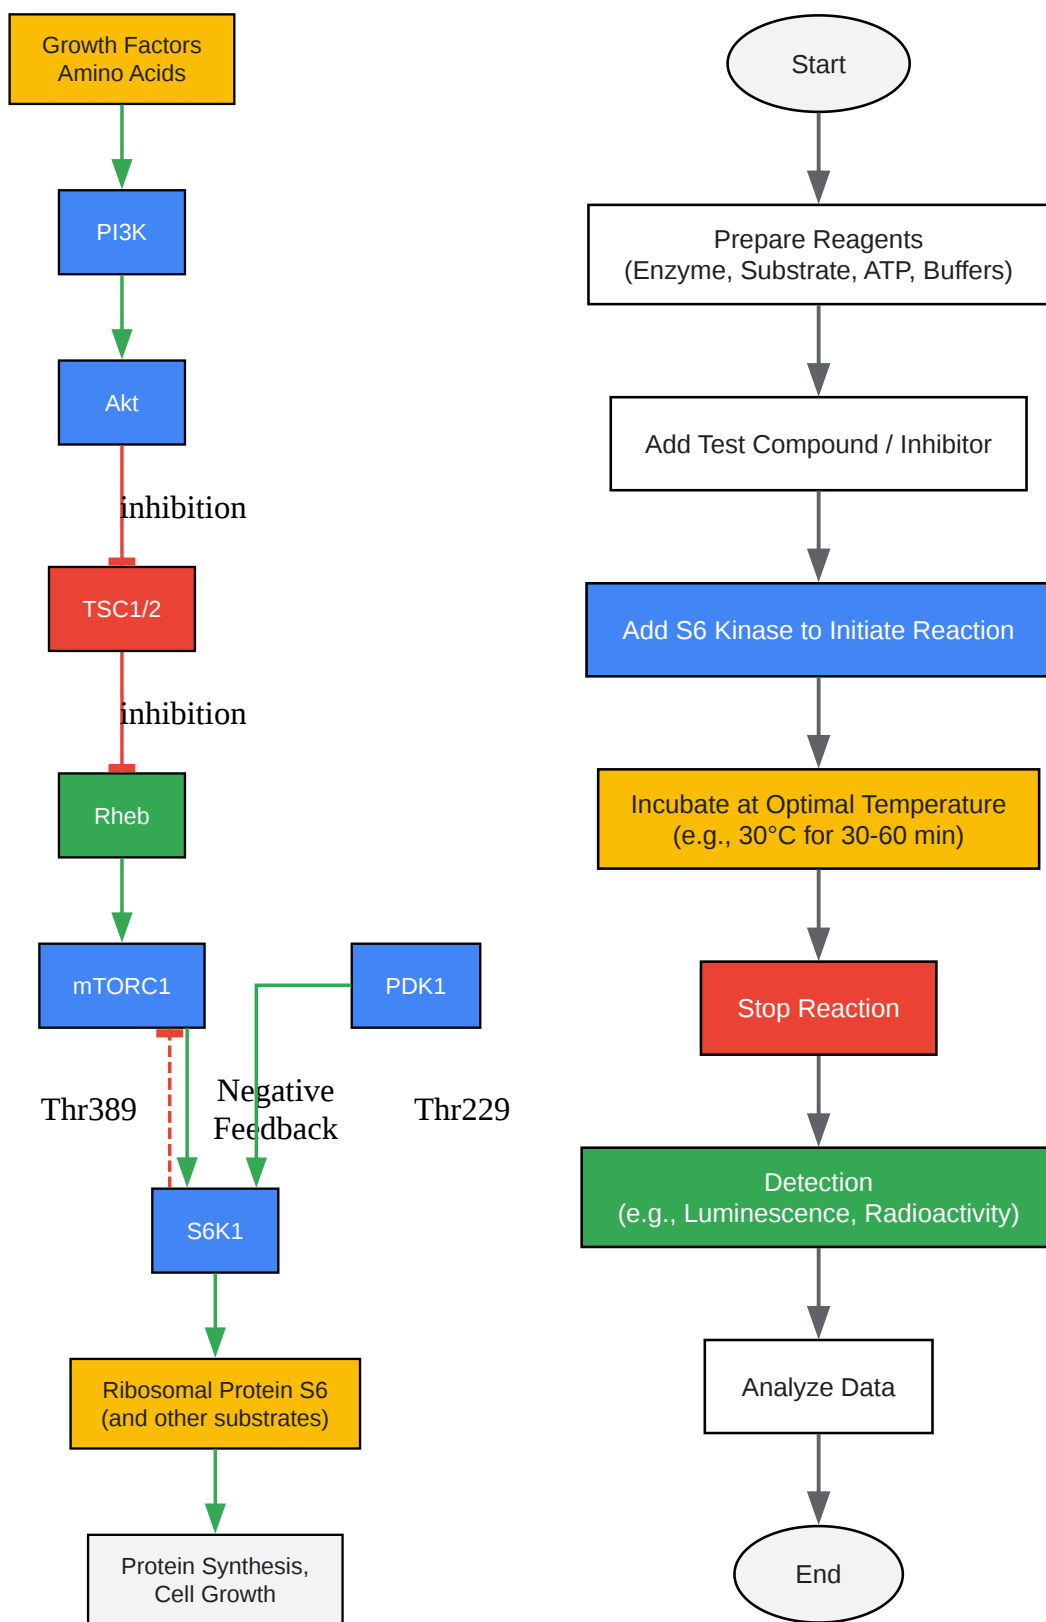 Growth Factors
Amino Acids
PI3K
Akt
inhibition
TSC1/2
inhibition
Rheb
mTORC1
PDK1
Thr389
Negative
Feedback
Thr229
S6K1
Ribosomal Protein S6
(and other substrates)
Protein Synthesis,
Cell Growth
Start
Prepare Reagents
(Enzyme, Substrate, ATP, Buffers)
Add Test Compound / Inhibitor
Add S6 Kinase to Initiate Reaction
Incubate at Optimal Temperature
(e.g., 30°C for 30-60 min)
Stop Reaction
Detection
(e.g., Luminescence, Radioactivity)
Analyze Data
End